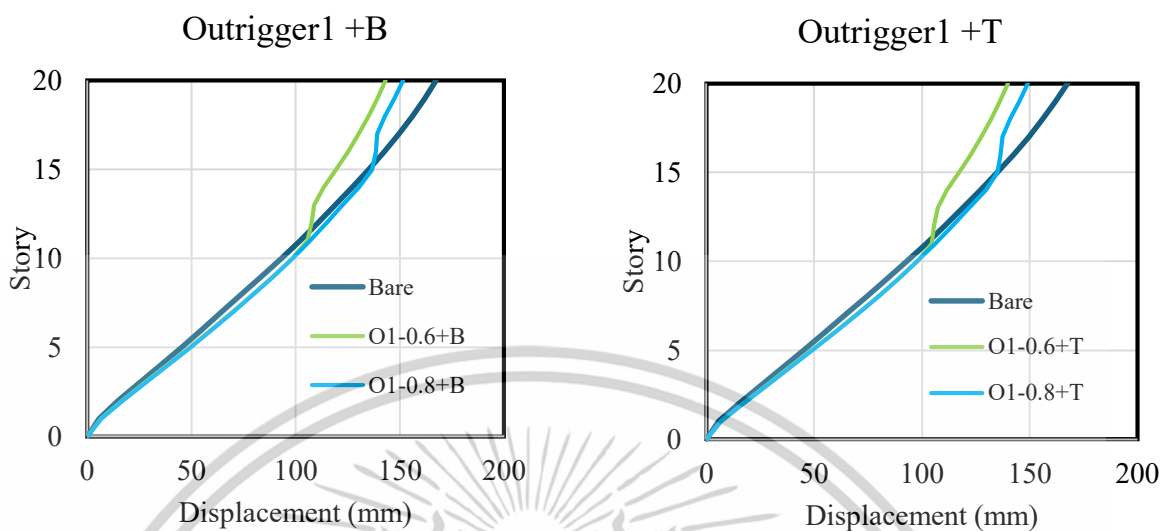 Outrigger1 +B
20
15
10
5
0
Story
Bare
O1-0.6+B
O1-0.8+B
0 50 100 150 200
Displacement (mm)
Outrigger1 +T
20
15
10
5
0
Story
Bare
O1-0.6+T
O1-0.8+T
0 50 100 150 200
Displacement (mm)